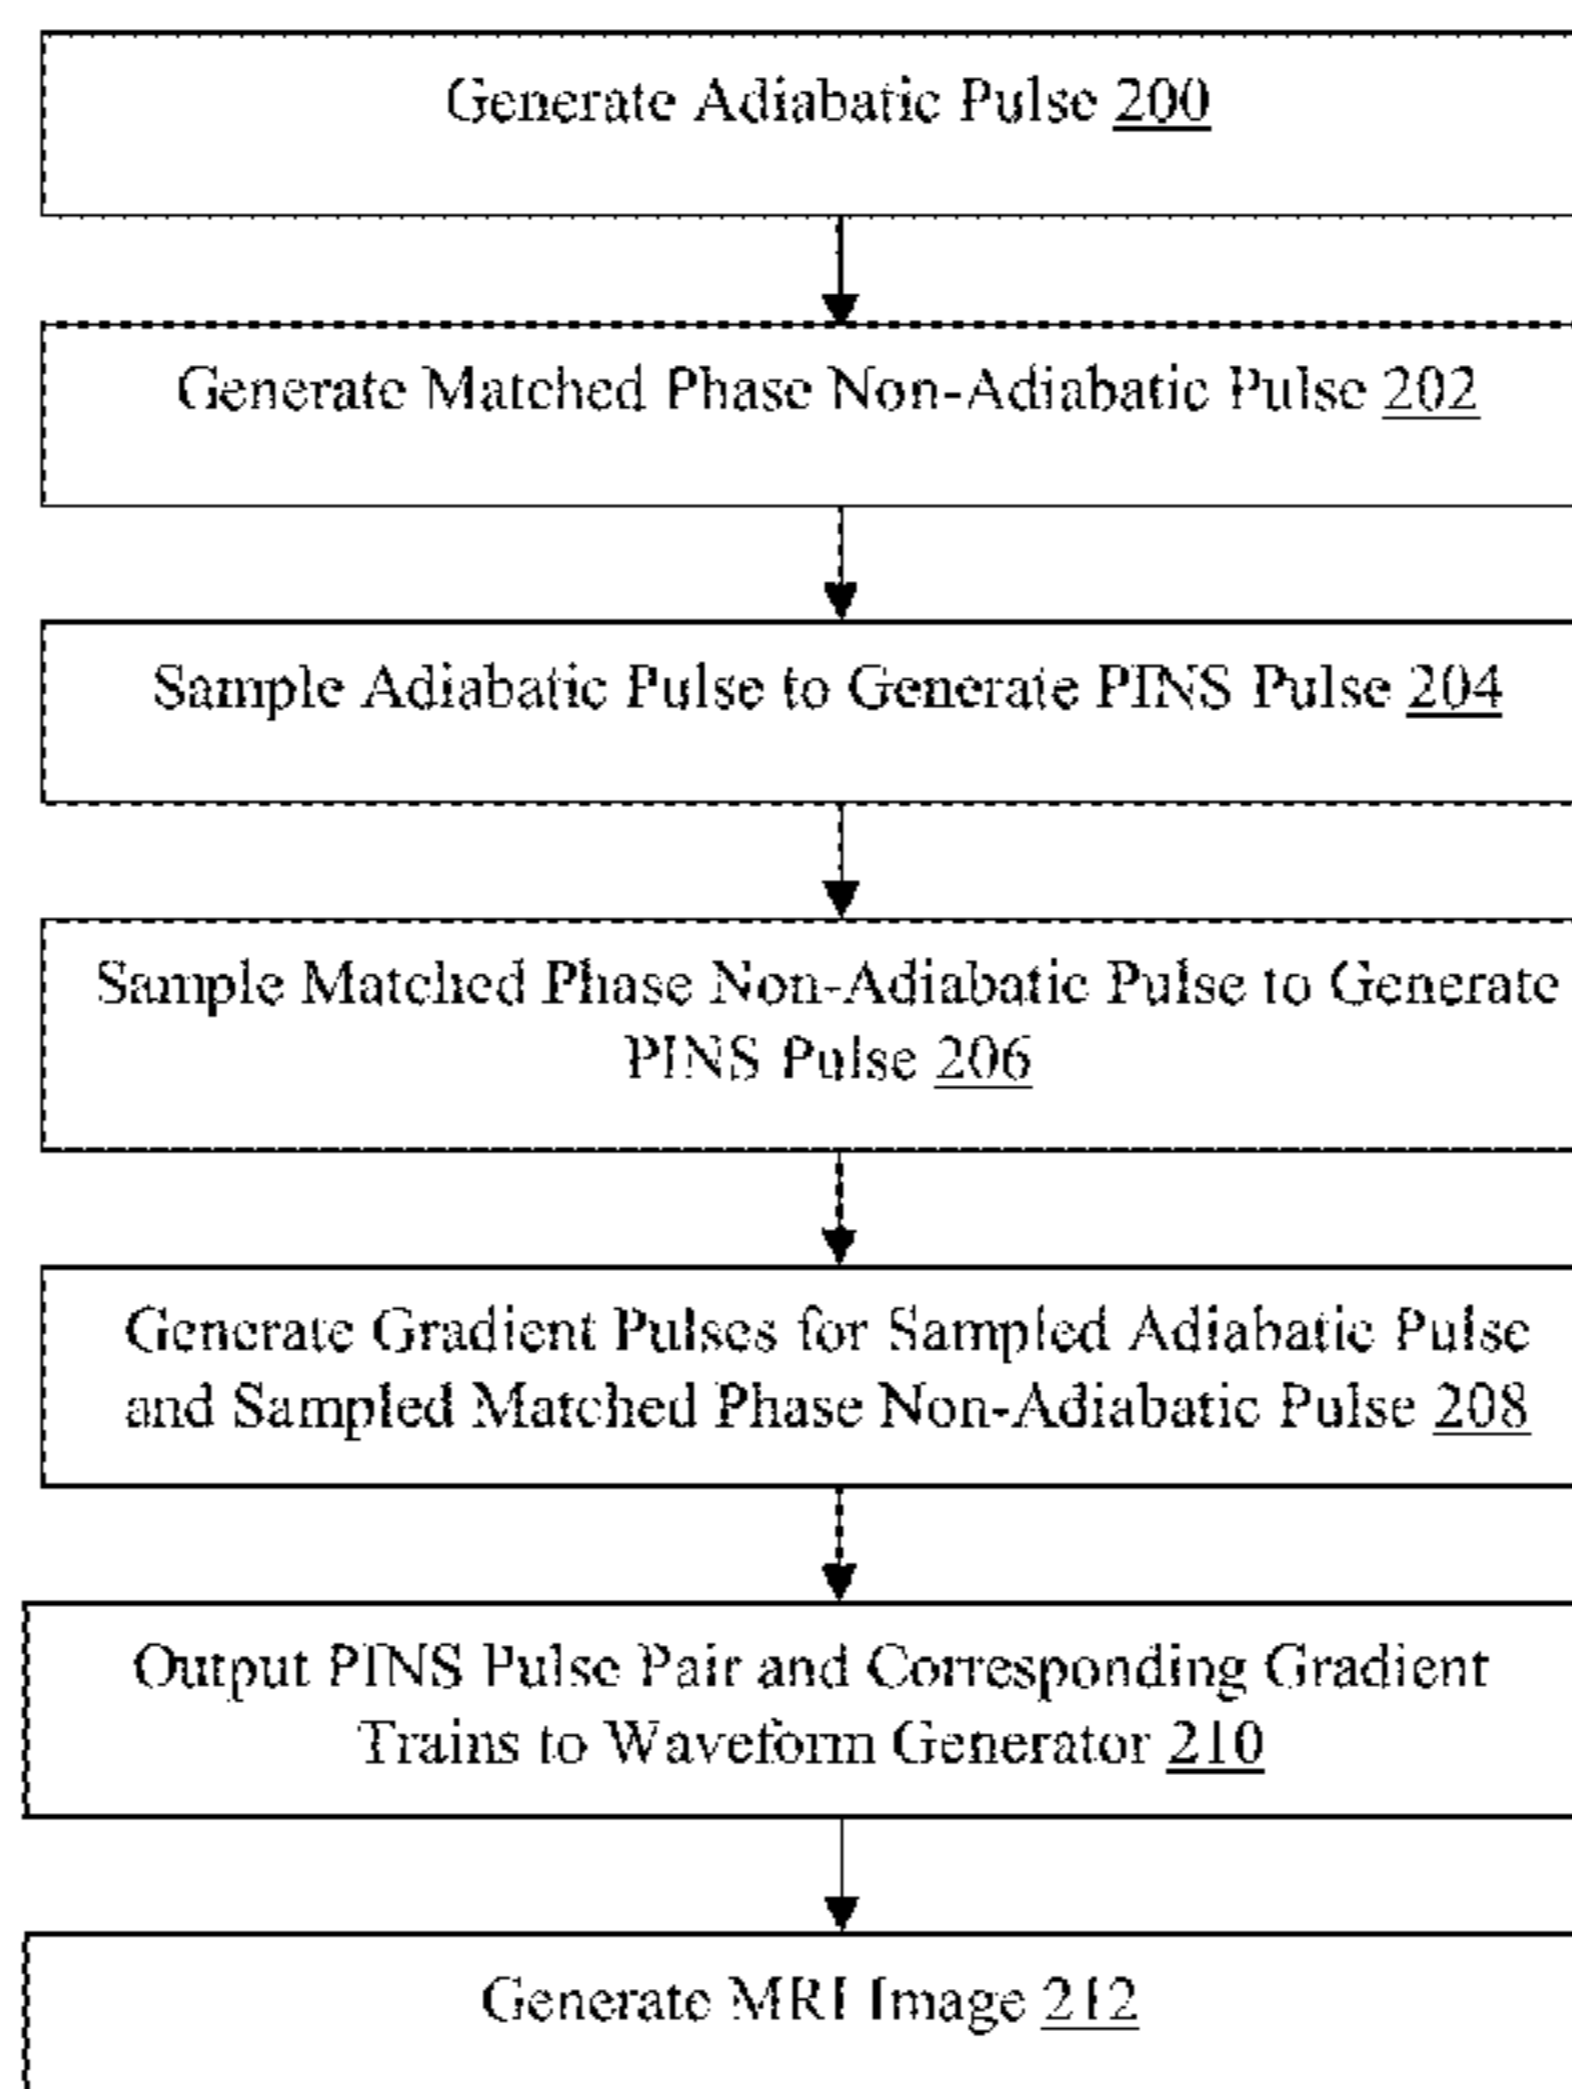 Generate Adiabatic Pulse 200
Generate Matched Phase Non-Adiabatic Pulse 202
Sample Adiabatic Pulse to Generate PINS Pulse 204
Sample Matched Phase Non-Adiabatic Pulse to Generate
PINS Pulse 206
Generate Gradient Pulses for Sampled Adiabatic Pulse
and Sampled Matched Phase Non-Adiabatic Pulse 208
Output PINS Pulse Pair and Corresponding Gradient
Trains to Waveform Generator 210
Generate MRI Image 212